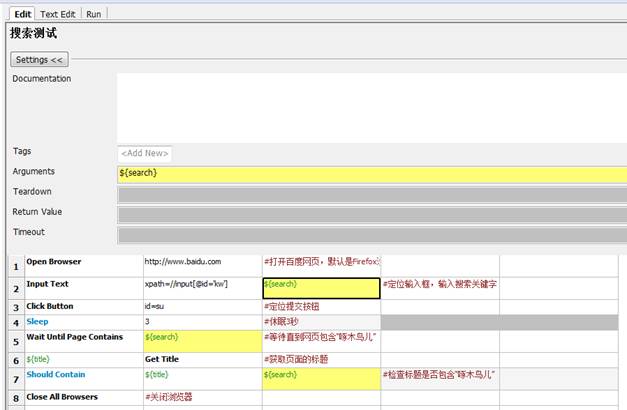 Edit Text Edit Run
搜索测试
Settings <<
Documentation
Tags <Add New>
Arguments ${search}
Teardown
Return Value
Timeout
1 Open Browser http://www.baidu.com #打开百度网页，默认是Firefox
2 Input Text xpath=//input[@id='kw'] ${search} #定位输入框，输入搜索关键字
3 Click Button id=su #定位提交按钮
4 Sleep 3 #休眠3秒
5 Wait Until Page Contains ${search} #等待直到网页包含“啄木鸟儿”
6 ${title} Get Title #获取页面的标题
7 Should Contain ${title} ${search} #检查标题是否包含“啄木鸟儿”
8 Close All Browsers #关闭浏览器